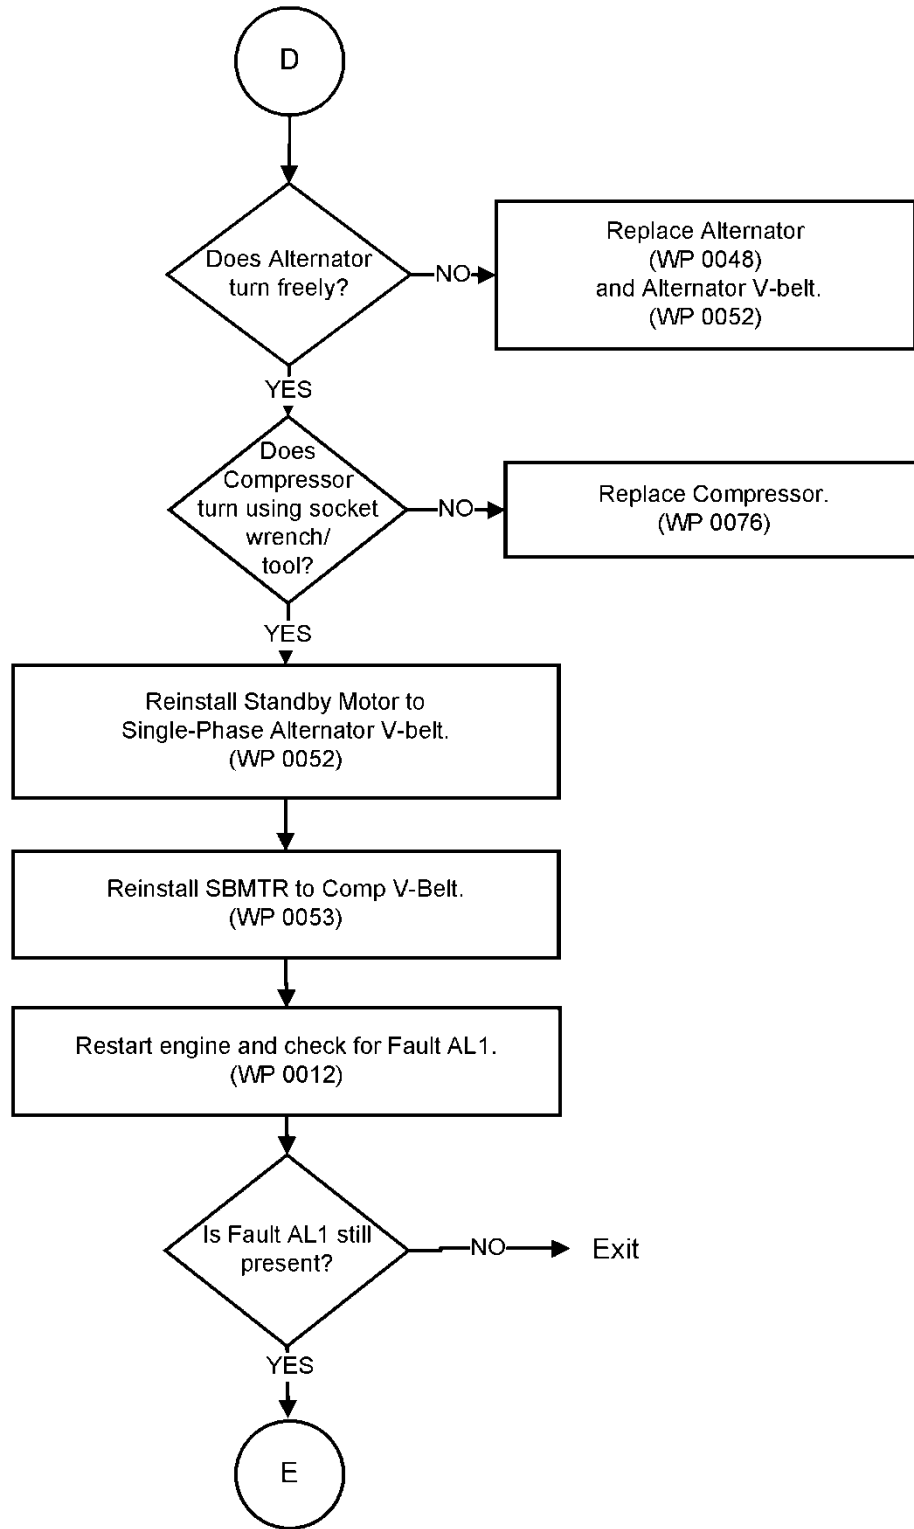 D
Does Alternator
turn freely?
NO
Replace Alternator
(WP 0048)
and Alternator V-belt.
(WP 0052)
YES
Does
Compressor
turn using socket
wrench/
tool?
NO
Replace Compressor.
(WP 0076)
YES
Reinstall Standby Motor to
Single-Phase Alternator V-belt.
(WP 0052)
Reinstall SBMTR to Comp V-Belt.
(WP 0053)
Restart engine and check for Fault AL1.
(WP 0012)
Is Fault AL1 still
present?
NO
Exit
YES
E